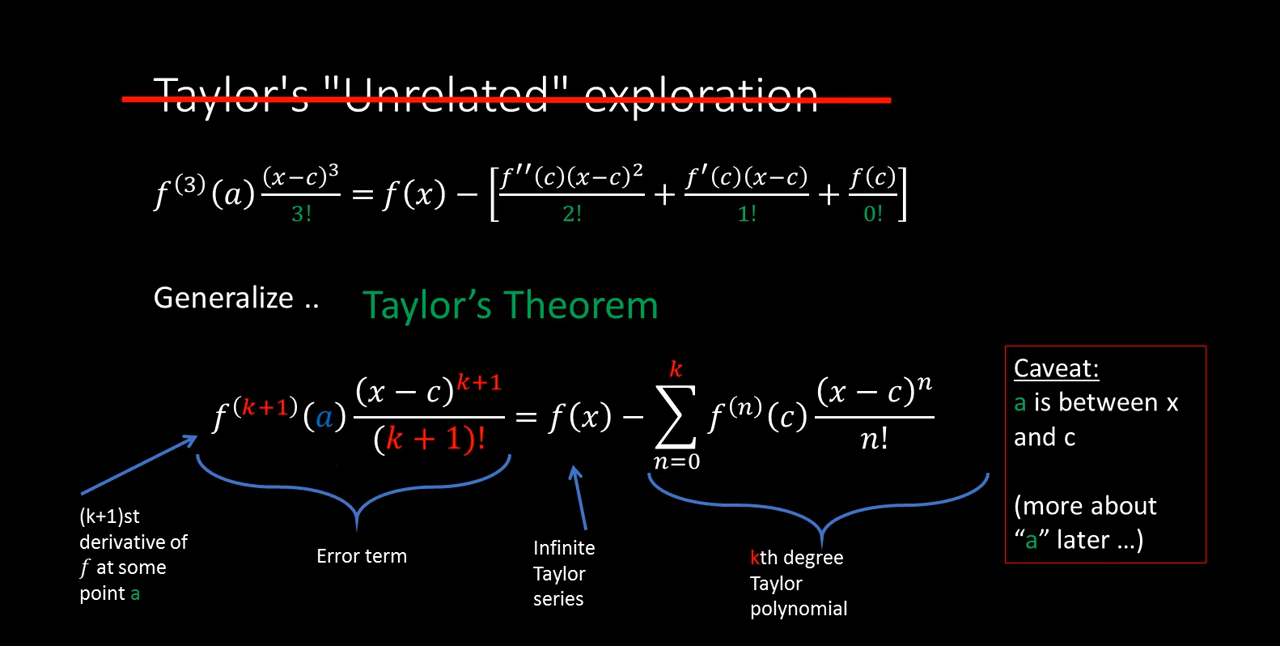 Taylor's "Unrelated" exploration
f⁽³⁾(a) (x−c)³/3! = f(x) − [f′′(c)(x−c)²/2! + f′(c)(x−c)/1! + f(c)/0!]
Generalize ..
Taylor’s Theorem
f⁽ᵏ⁺¹⁾(a) (x − c)ᵏ⁺¹/(k + 1)! = f(x) − ∑ₙ₌₀ᵏ f⁽ⁿ⁾(c) (x − c)ⁿ/n!
Caveat:
a is between x
and c
(more about
“a” later …)
(k+1)st
derivative of
f at some
point a
Error term
Infinite
Taylor
series
kth degree
Taylor
polynomial